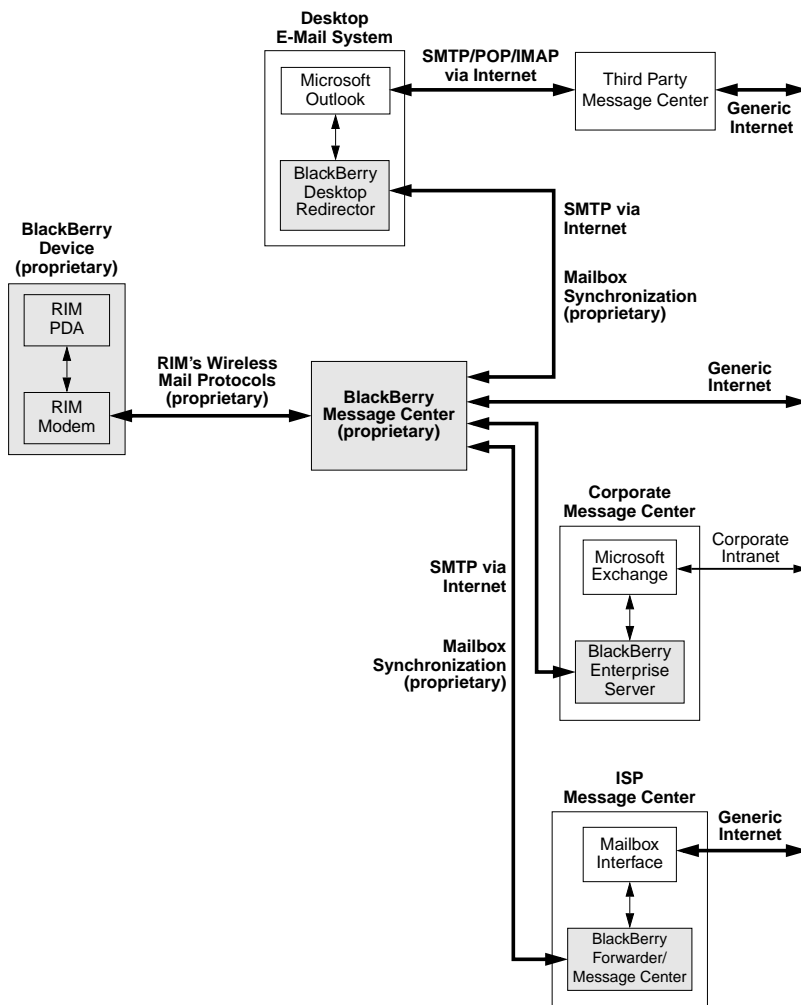 Desktop
E-Mail System
Microsoft
Outlook
SMTP/POP/IMAP
via Internet
Third Party
Message Center
Generic
Internet
BlackBerry
Desktop
Redirector
SMTP via
Internet
Mailbox
Synchronization
(proprietary)
BlackBerry
Device
(proprietary)
RIM
PDA
RIM
Modem
RIM's Wireless
Mail Protocols
(proprietary)
BlackBerry
Message Center
(proprietary)
Generic
Internet
Corporate
Message Center
Microsoft
Exchange
Corporate
Intranet
BlackBerry
Enterprise
Server
SMTP via
Internet
Mailbox
Synchronization
(proprietary)
ISP
Message Center
Mailbox
Interface
Generic
Internet
BlackBerry
Forwarder/
Message Center